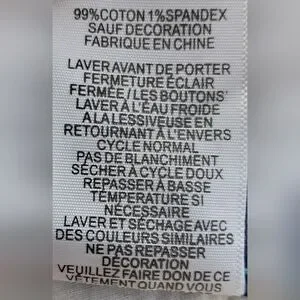 99%COTON 1%SPANDEX
SAUF DECORATION
FABRIQUE EN CHINE
LAVER AVANT DE PORTER
FERMETURE ÉCLAIR
FERMÉE / LES BOUTONS'
LAVER À L'EAU FROIDE
A LA LESSIVEUSE EN
RETOURNANT À L'ENVERS
CYCLE NORMAL
PAS DE BLANCHIMENT
SÉCHER À CYCLE DOUX
REPASSER À BASSE
TEMPÉRATURE SI
NÉCESSAIRE
LAVER ET SÉCHAGE AVEC
DES COULEURS SIMILAIRES
NE PAS REPASSER
DÉCORATION
VEUILLEZ FAIRE DON DE CE
VÊTEMENT QUAND VOUS